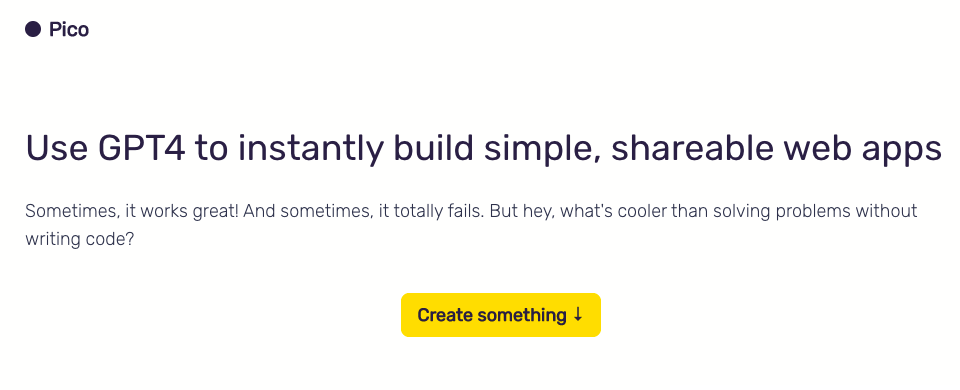 Pico
Use GPT4 to instantly build simple, shareable web apps
Sometimes, it works great! And sometimes, it totally fails. But hey, what's cooler than solving problems without
writing code?
Create something ↓